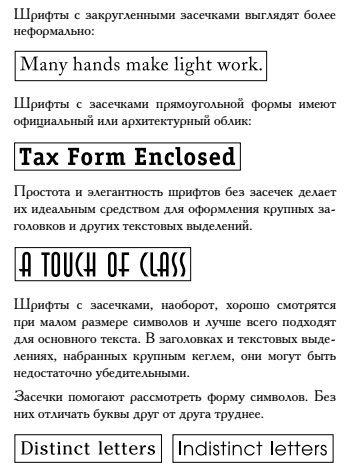 Шрифты с закругленными засечками выглядят более
неформально:
Many hands make light work.
Шрифты с засечками прямоугольной формы имеют
официальный или архитектурный облик:
Tax Form Enclosed
Простота и элегантность шрифтов без засечек делает
их идеальным средством для оформления крупных за-
головков и других текстовых выделений.
A TOUCH OF CLASS
Шрифты с засечками, наоборот, хорошо смотрятся
при малом размере символов и лучше всего подходят
для основного текста. В заголовках и текстовых выде-
лениях, набранных крупным кеглем, они могут быть
недостаточно убедительными.
Засечки помогают рассмотреть форму символов. Без
них отличать буквы друг от друга труднее.
Distinct letters Indistinct letters